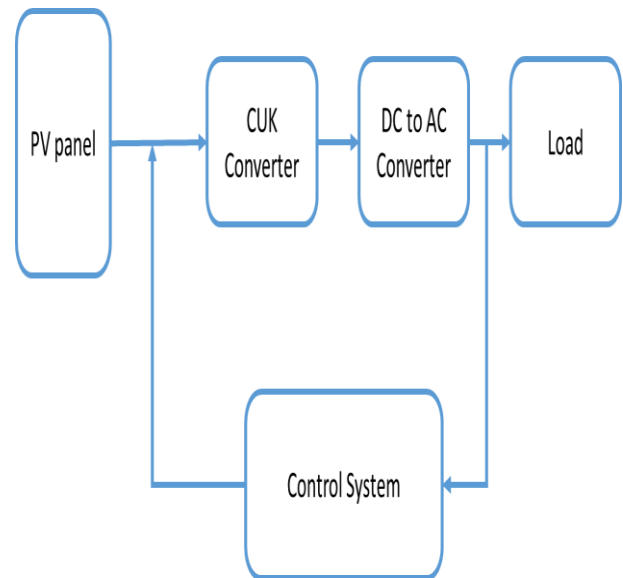 PV panel
CUK
Converter
DC to AC
Converter
Load
Control System